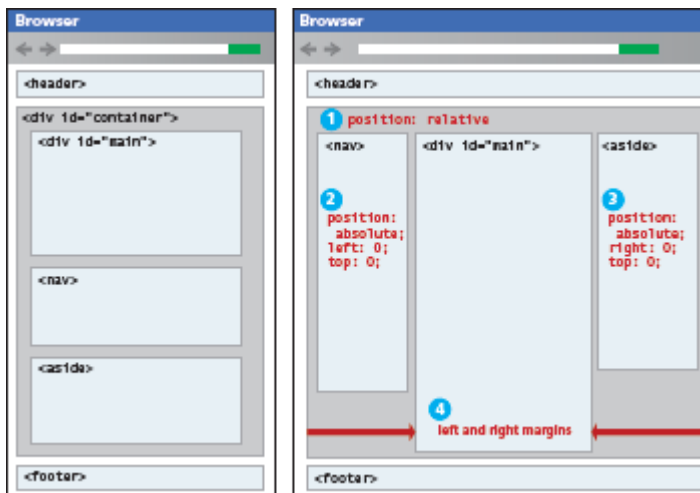 Browser
<header>
<div id="container">
<div id="main">
<nav>
<aside>
<footer>
Browser
<header>
1 position: relative
<nav>
<div id="main">
<aside>
2
position:
absolute;
left: 0;
top: 0;
3
position:
absolute;
right: 0;
top: 0;
4
left and right margins
<footer>